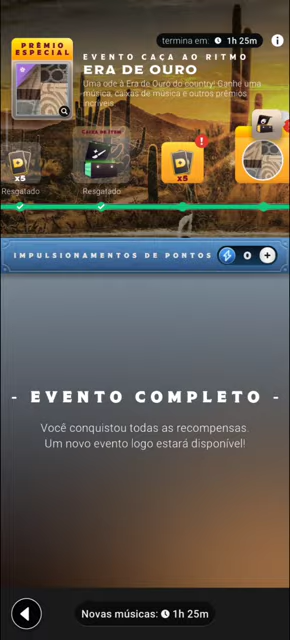 termina em: 1h 25m
i
PRÊMIO
ESPECIAL
EVENTO CAÇA AO RITMO
ERA DE OURO
Uma ode à Era de Ouro do country! Ganhe uma
música, caixas de música e outros prêmios
incríveis.
CAIXA DE ITEM
x5
D
x5
!
Resgatado
Resgatado
IMPULSIONAMENTOS DE PONTOS
0
+
- EVENTO COMPLETO -
Você conquistou todas as recompensas.
Um novo evento logo estará disponível!
Novas músicas: 1h 25m